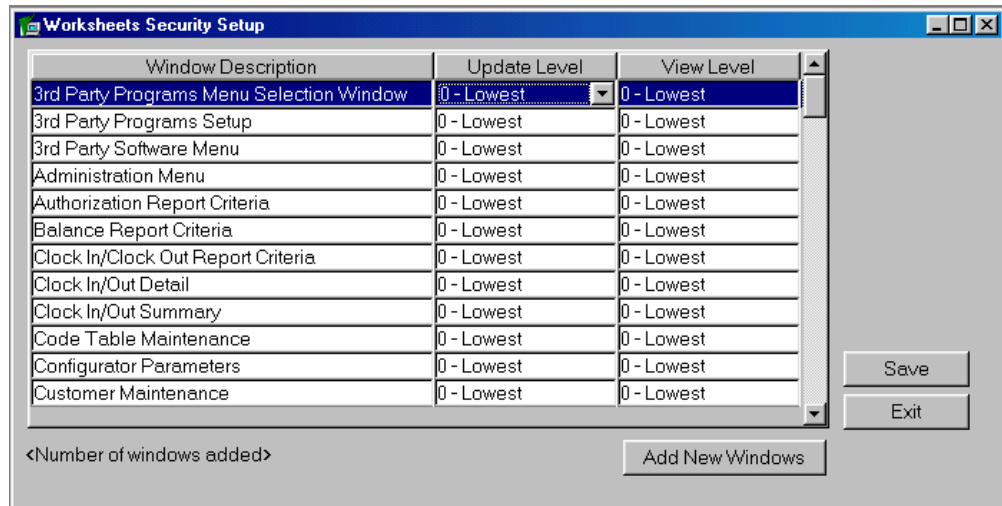 Worksheets Security Setup
Window Description Update Level View Level
3rd Party Programs Menu Selection Window 0 - Lowest 0 - Lowest
3rd Party Programs Setup 0 - Lowest 0 - Lowest
3rd Party Software Menu 0 - Lowest 0 - Lowest
Administration Menu 0 - Lowest 0 - Lowest
Authorization Report Criteria 0 - Lowest 0 - Lowest
Balance Report Criteria 0 - Lowest 0 - Lowest
Clock In/Clock Out Report Criteria 0 - Lowest 0 - Lowest
Clock In/Out Detail 0 - Lowest 0 - Lowest
Clock In/Out Summary 0 - Lowest 0 - Lowest
Code Table Maintenance 0 - Lowest 0 - Lowest
Configurator Parameters 0 - Lowest 0 - Lowest
Customer Maintenance 0 - Lowest 0 - Lowest
Save
Exit
<Number of windows added>
Add New Windows